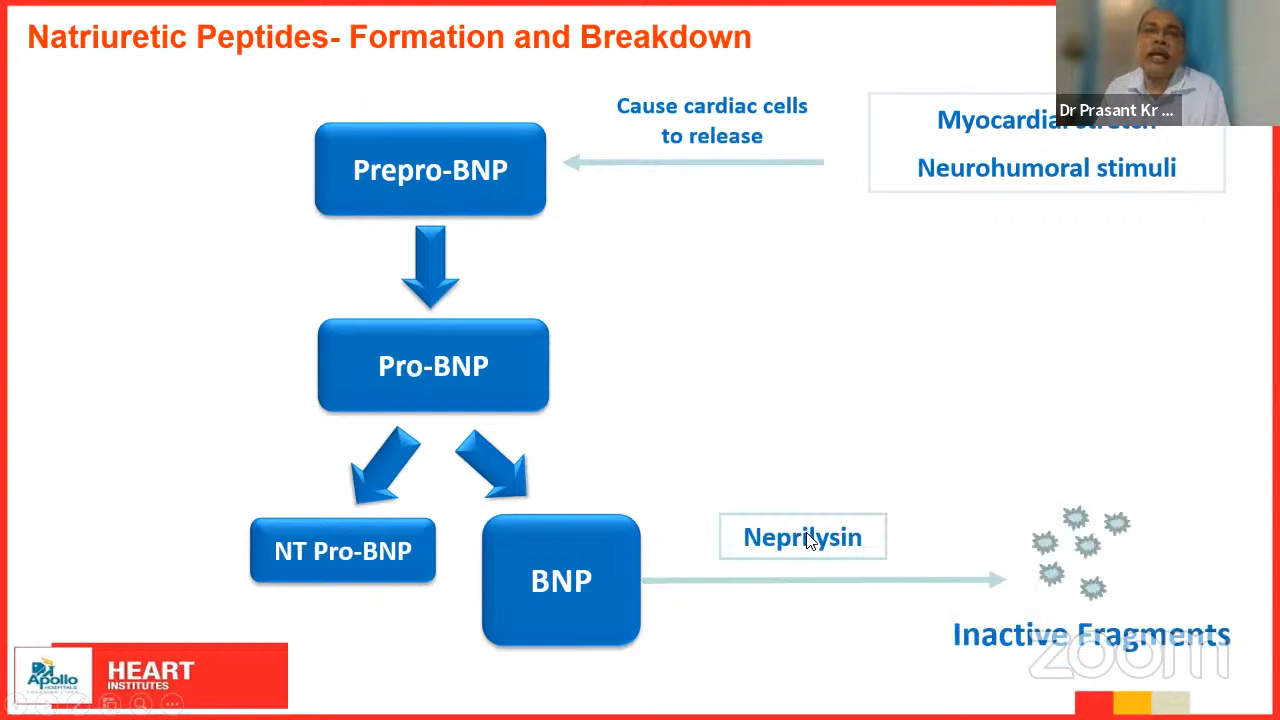 Natriuretic Peptides- Formation and Breakdown
Dr Prasant Kr ...
Cause cardiac cells
to release
Myocardial stretch
Neurohumoral stimuli
Prepro-BNP
Pro-BNP
NT Pro-BNP
BNP
Neprilysin
Inactive Fragments
zoom
Apollo
HOSPITALS
HEART
INSTITUTES